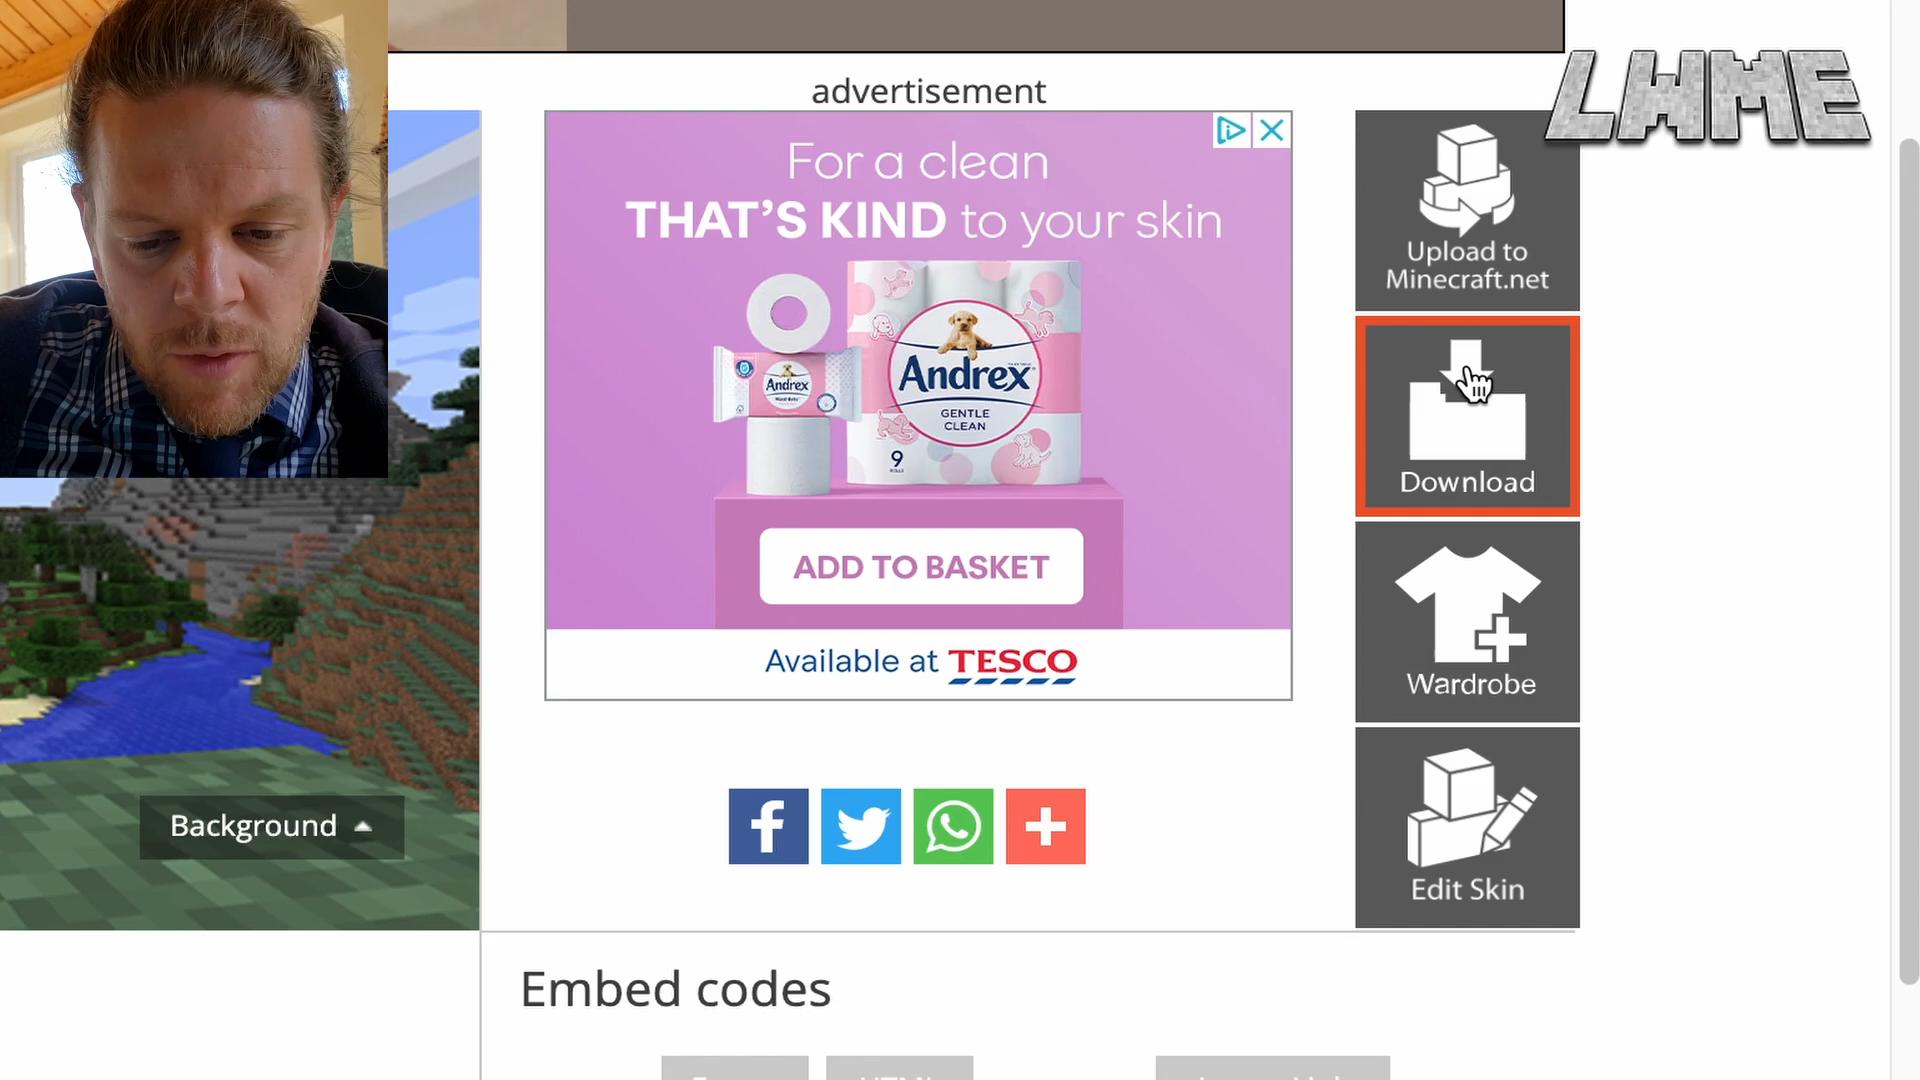 LWME
advertisement
For a clean
THAT'S KIND to your skin
Andrex
Andrex
GENTLE
CLEAN
9
ADD TO BASKET
Available at TESCO
Upload to
Minecraft.net
Download
Wardrobe
Edit Skin
Background
Embed codes